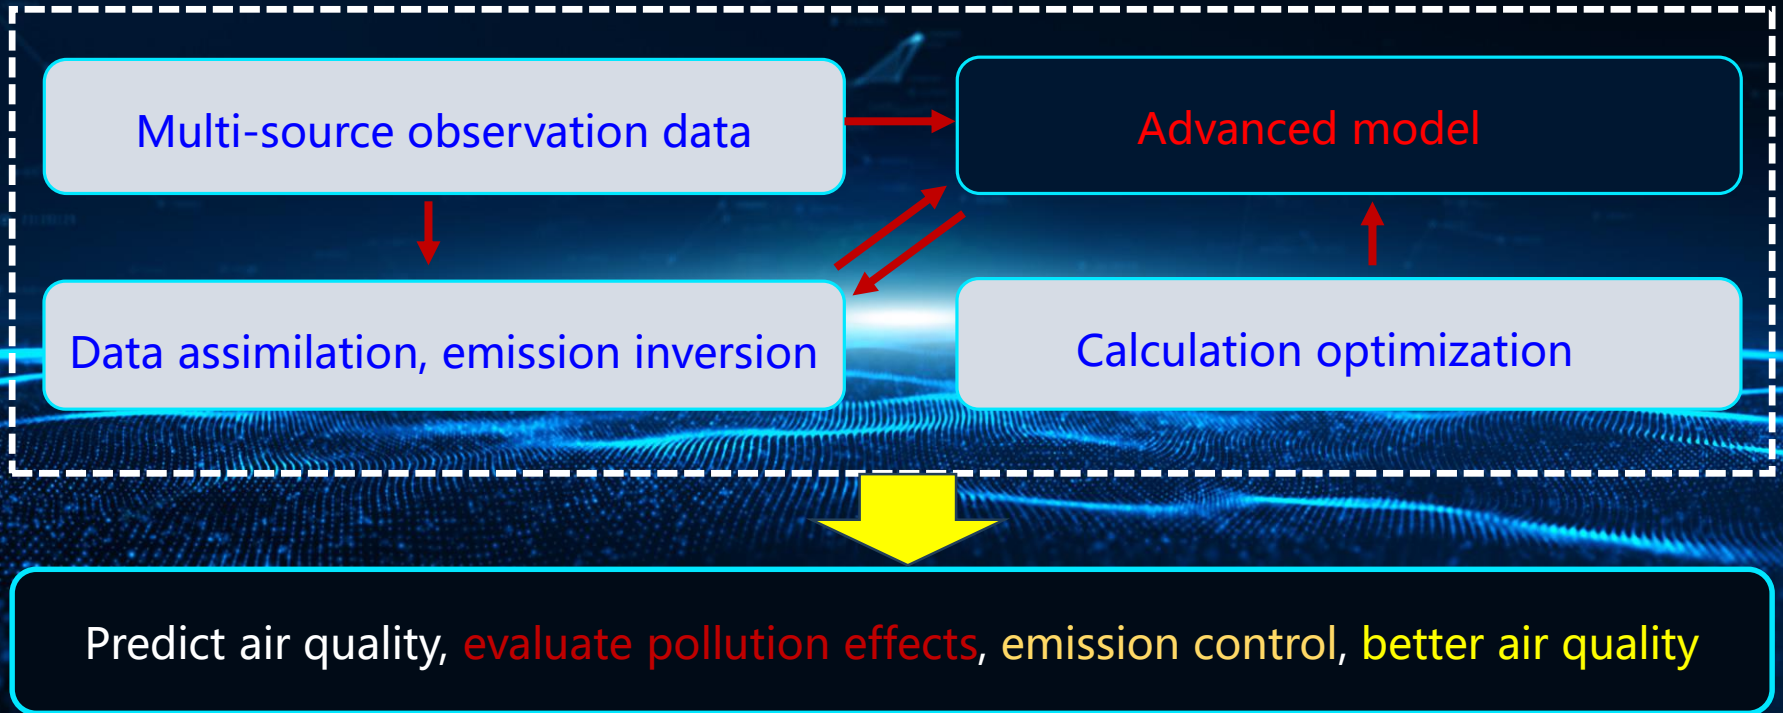 Multi-source observation data
Advanced model
Data assimilation, emission inversion
Calculation optimization
Predict air quality, evaluate pollution effects, emission control, better air quality